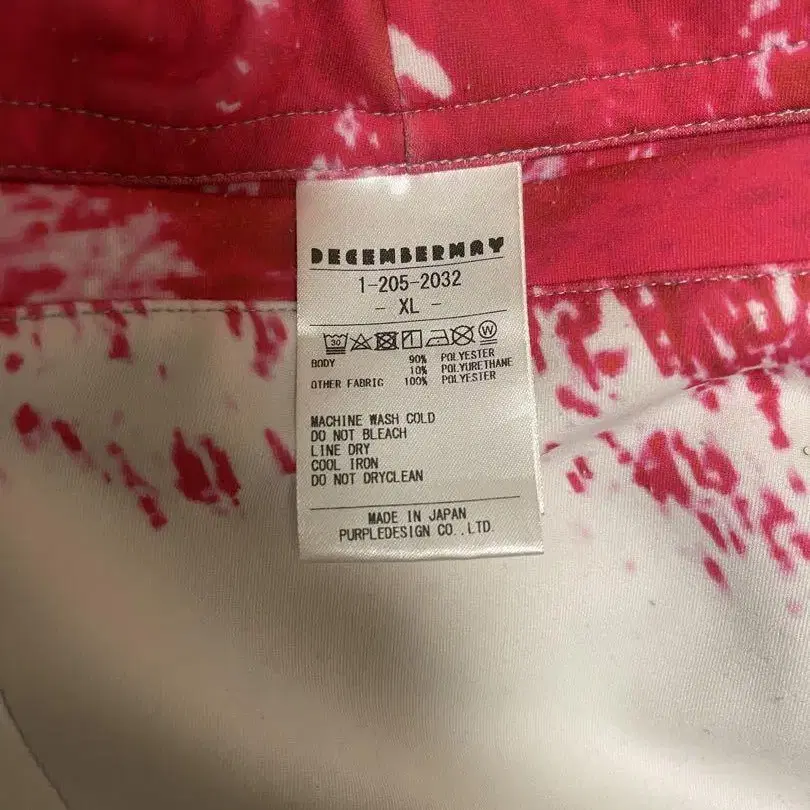 DECEMBERMAY
1-205-2032
- XL -
30 W
BODY 90% POLYESTER
10% POLYURETHANE
OTHER FABRIC 100% POLYESTER
MACHINE WASH COLD
DO NOT BLEACH
LINE DRY
COOL IRON
DO NOT DRYCLEAN
MADE IN JAPAN
PURPLEDESIGN CO.,LTD.